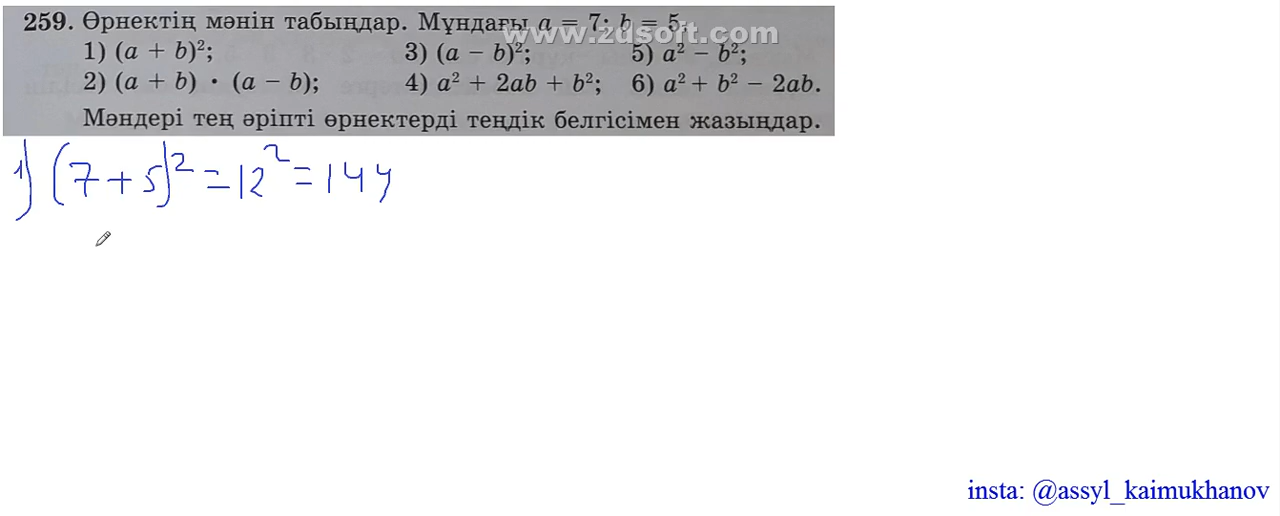 259. Өрнектің мәнін табыңдар. Мұндағы a = 7; b = 5.
www.zdsoft.com
1) (a + b)²; 3) (a − b)²; 5) a² − b²;
2) (a + b) · (a − b); 4) a² + 2ab + b²; 6) a² + b² − 2ab.
Мәндері тең әріпті өрнектерді теңдік белгісімен жазыңдар.
1) (7 + 5)² = 12² = 144
insta: @assyl_kaimukhanov